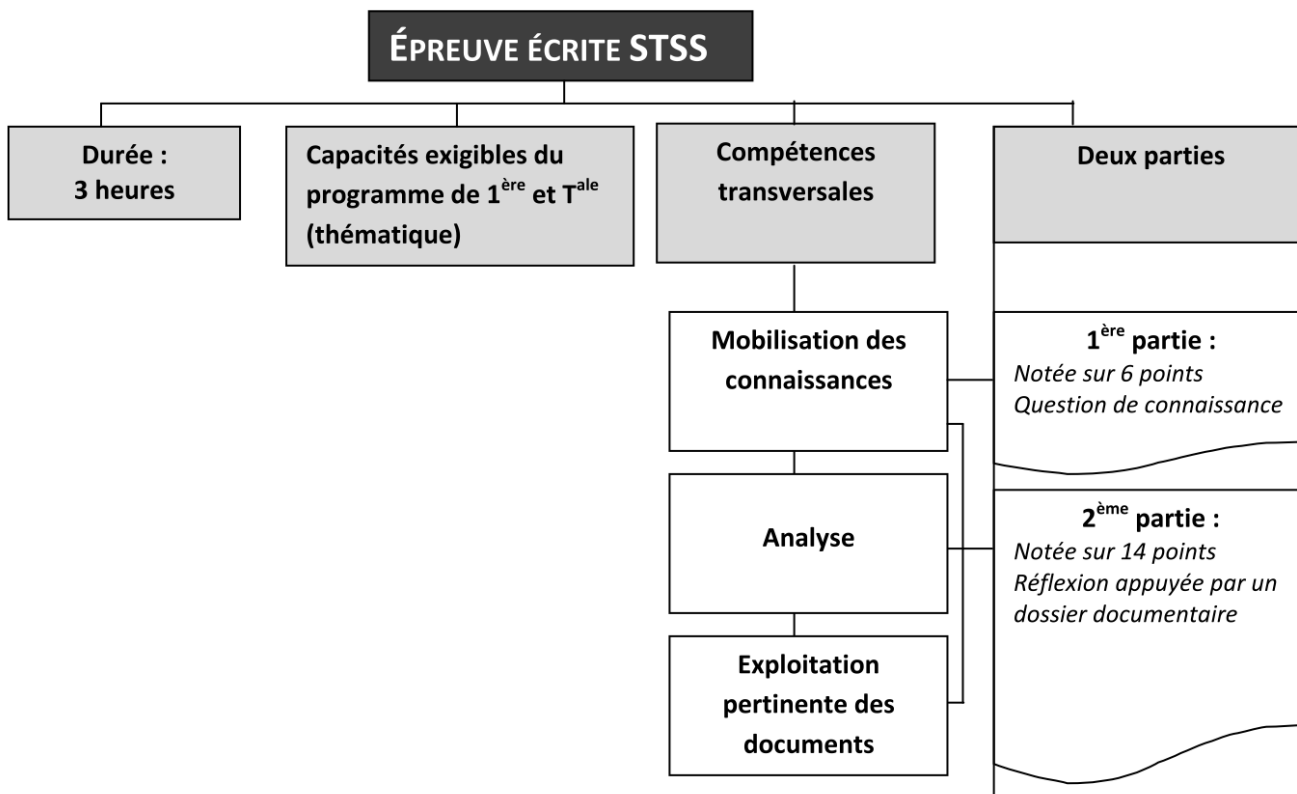 ÉPREUVE ÉCRITE STSS
Durée :
3 heures
Capacités exigibles du
programme de 1ère et Tale
(thématique)
Compétences
transversales
Deux parties
Mobilisation des
connaissances
1ère partie :
Notée sur 6 points
Question de connaissance
Analyse
2ème partie :
Notée sur 14 points
Réflexion appuyée par un
dossier documentaire
Exploitation
pertinente des
documents